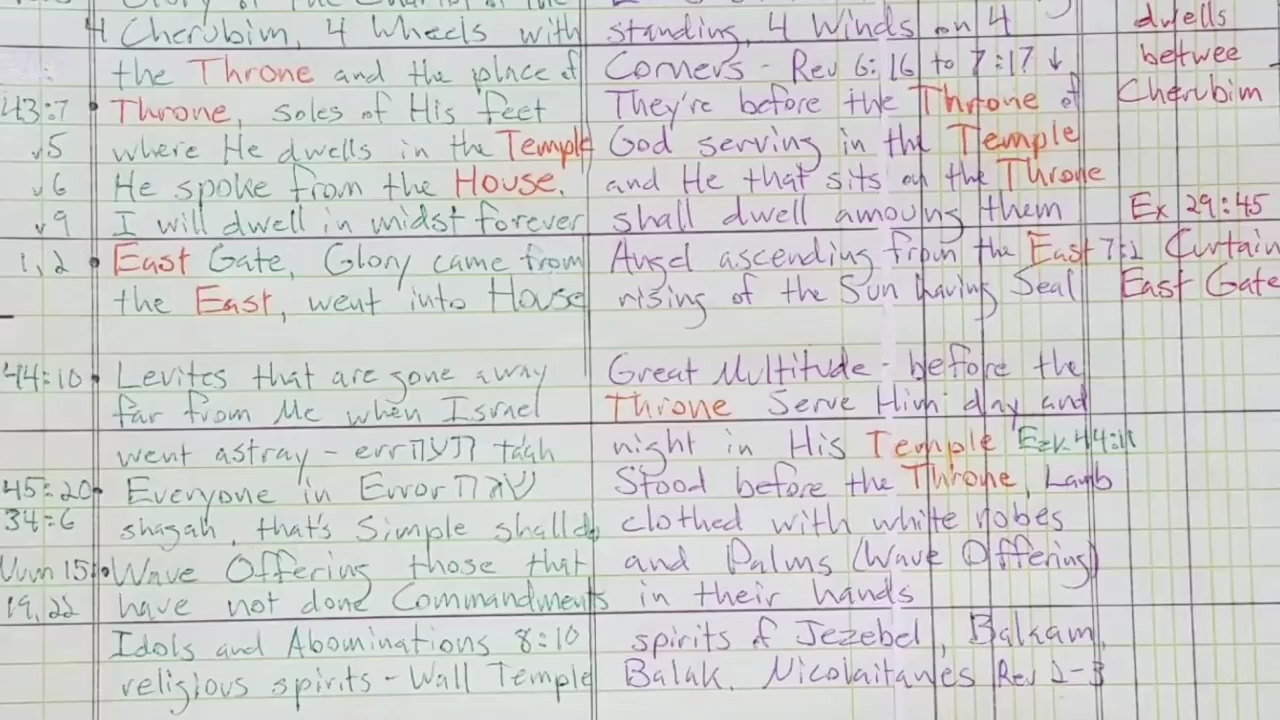 4 Cherubim, 4 Wheels with standing, 4 Winds on 4 dwells
the Throne and the place of Corners - Rev 6:16 to 7:17 ↓ betwee
43:7 • Throne, soles of His feet They're before the Throne of Cherubim
v5 where He dwells in the Temple God serving in the Temple
v6 He spoke from the House. and He that sits on the Throne
v9 I will dwell in midst forever shall dwell amoung them Ex 29:45
1,2 • East Gate, Glory came from Angel ascending from the East 7:2 Curtain
the East, went into House rising of the Sun having Seal East Gate
44:10 • Levites that are gone away Great Multitude - before the
far from Me when Israel Throne Serve Him day and
went astray - err תעה taáh night in His Temple Ezk 44:11
45:20 • Everyone in Error שגה Stood before the Throne, Lamb
34:6 shagah, that's Simple shall do clothed with white robes
Num 15: • Wave Offering those that and Palms (Wave Offering)
19,22 have not done Commandments in their hands
Idols and Abominations 8:10 spirits of Jezebel, Balaam,
religious spirits - Wall Temple Balak, Nicolaitanes Rev 2-3